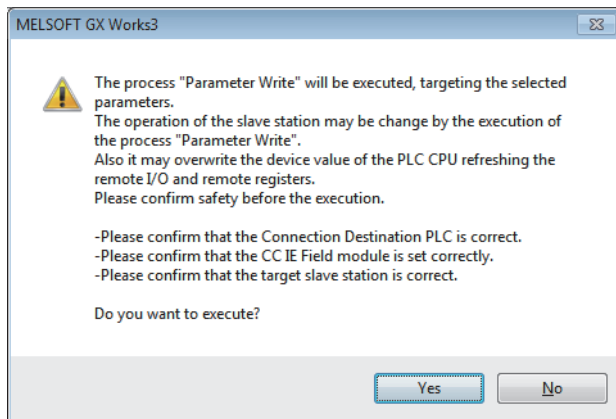 MELSOFT GX Works3
The process "Parameter Write" will be executed, targeting the selected
parameters.
The operation of the slave station may be change by the execution of
the process "Parameter Write".
Also it may overwrite the device value of the PLC CPU refreshing the
remote I/O and remote registers.
Please confirm safety before the execution.
-Please confirm that the Connection Destination PLC is correct.
-Please confirm that the CC IE Field module is set correctly.
-Please confirm that the target slave station is correct.
Do you want to execute?
Yes
No